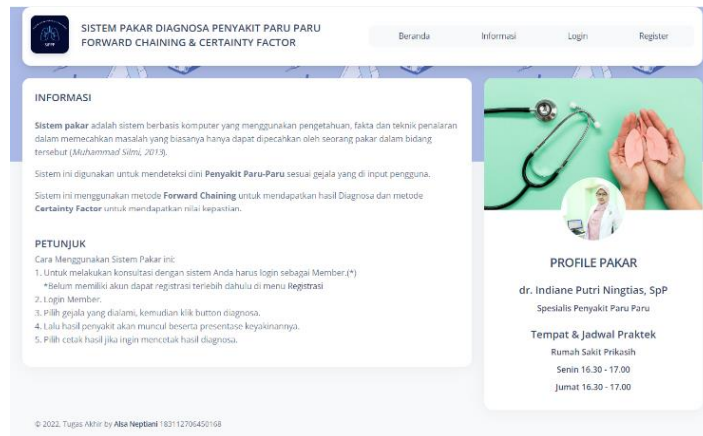 SISTEM PAKAR DIAGNOSA PENYAKIT PARU PARU
FORWARD CHAINING & CERTAINTY FACTOR
Beranda
Informasi
Login
Register
INFORMASI
Sistem pakar adalah sistem berbasis komputer yang menggunakan pengetahuan, fakta dan teknik penalaran
dalam memecahkan masalah yang biasanya hanya dapat dipecahkan oleh seorang pakar dalam bidang
tersebut (Muhammad Silmi, 2013).
Sistem ini digunakan untuk mendeteksi dini Penyakit Paru-Paru sesuai gejala yang di input pengguna.
Sistem ini menggunakan metode Forward Chaining untuk mendapatkan hasil Diagnosa dan metode
Certainty Factor untuk mendapatkan nilai kepastian.
PETUNJUK
Cara Menggunakan Sistem Pakar ini:
1. Untuk melakukan konsultasi dengan sistem Anda harus login sebagai Member.(*)
*Belum memiliki akun dapat registrasi terlebih dahulu di menu Registrasi
2. Login Member.
3. Pilih gejala yang dialami, kemudian klik button diagnosa.
4. Lalu hasil penyakit akan muncul beserta presentase keyakinannya.
5. Pilih cetak hasil jika ingin mencetak hasil diagnosa.
PROFILE PAKAR
dr. Indiane Putri Ningtias, SpP
Spesialis Penyakit Paru Paru
Tempat & Jadwal Praktek
Rumah Sakit Prikasih
Senin 16.30 - 17.00
Jumat 16.30 - 17.00
© 2022, Tugas Akhir by Alsa Neptiani 183112706450168